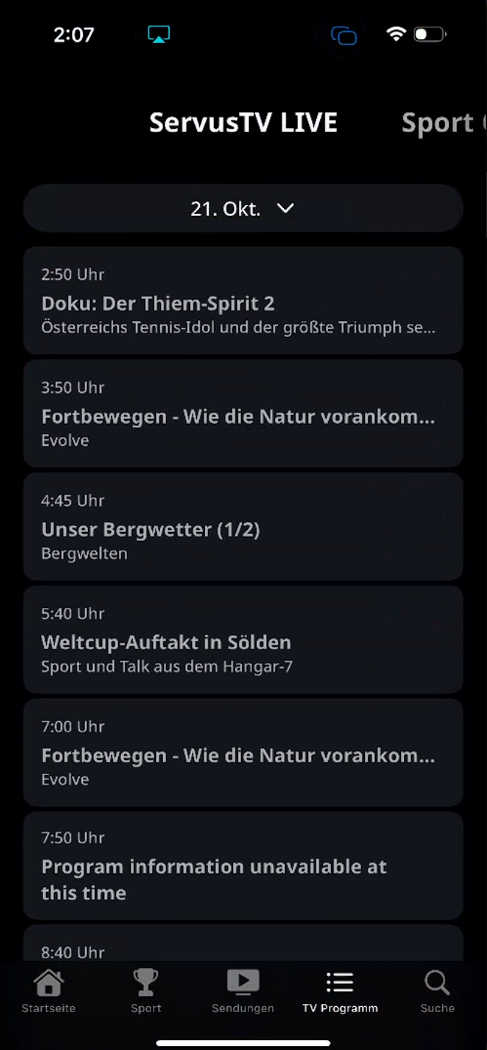 2:07
ServusTV LIVE
Sport
21. Okt.
2:50 Uhr
Doku: Der Thiem-Spirit 2
Österreichs Tennis-Idol und der größte Triumph se...
3:50 Uhr
Fortbewegen - Wie die Natur vorankom...
Evolve
4:45 Uhr
Unser Bergwetter (1/2)
Bergwelten
5:40 Uhr
Weltcup-Auftakt in Sölden
Sport und Talk aus dem Hangar-7
7:00 Uhr
Fortbewegen - Wie die Natur vorankom...
Evolve
7:50 Uhr
Program information unavailable at
this time
8:40 Uhr
Startseite
Sport
Sendungen
TV Programm
Suche